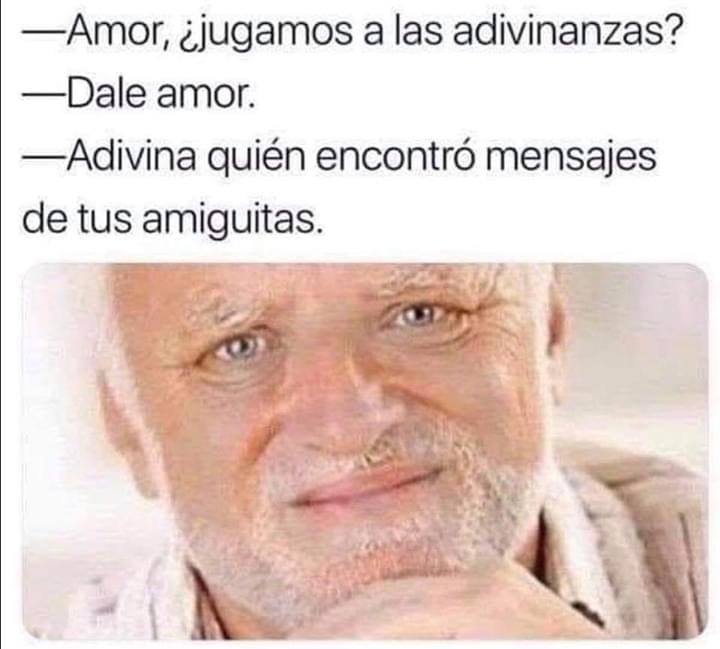 —Amor, ¿jugamos a las adivinanzas?
—Dale amor.
—Adivina quién encontró mensajes
de tus amiguitas.